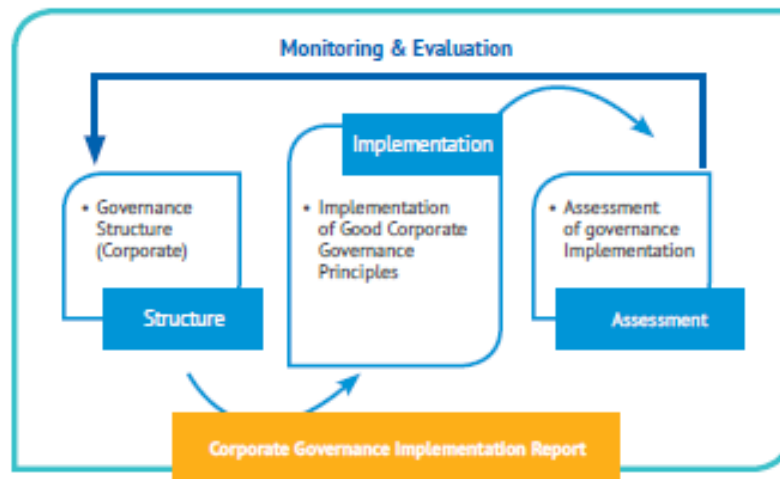 Monitoring & Evaluation
Implementation
• Governance
Structure
(Corporate)
Structure
• Implementation
of Good Corporate
Governance
Principles
• Assessment
of governance
Implementation
Assessment
Corporate Governance Implementation Report